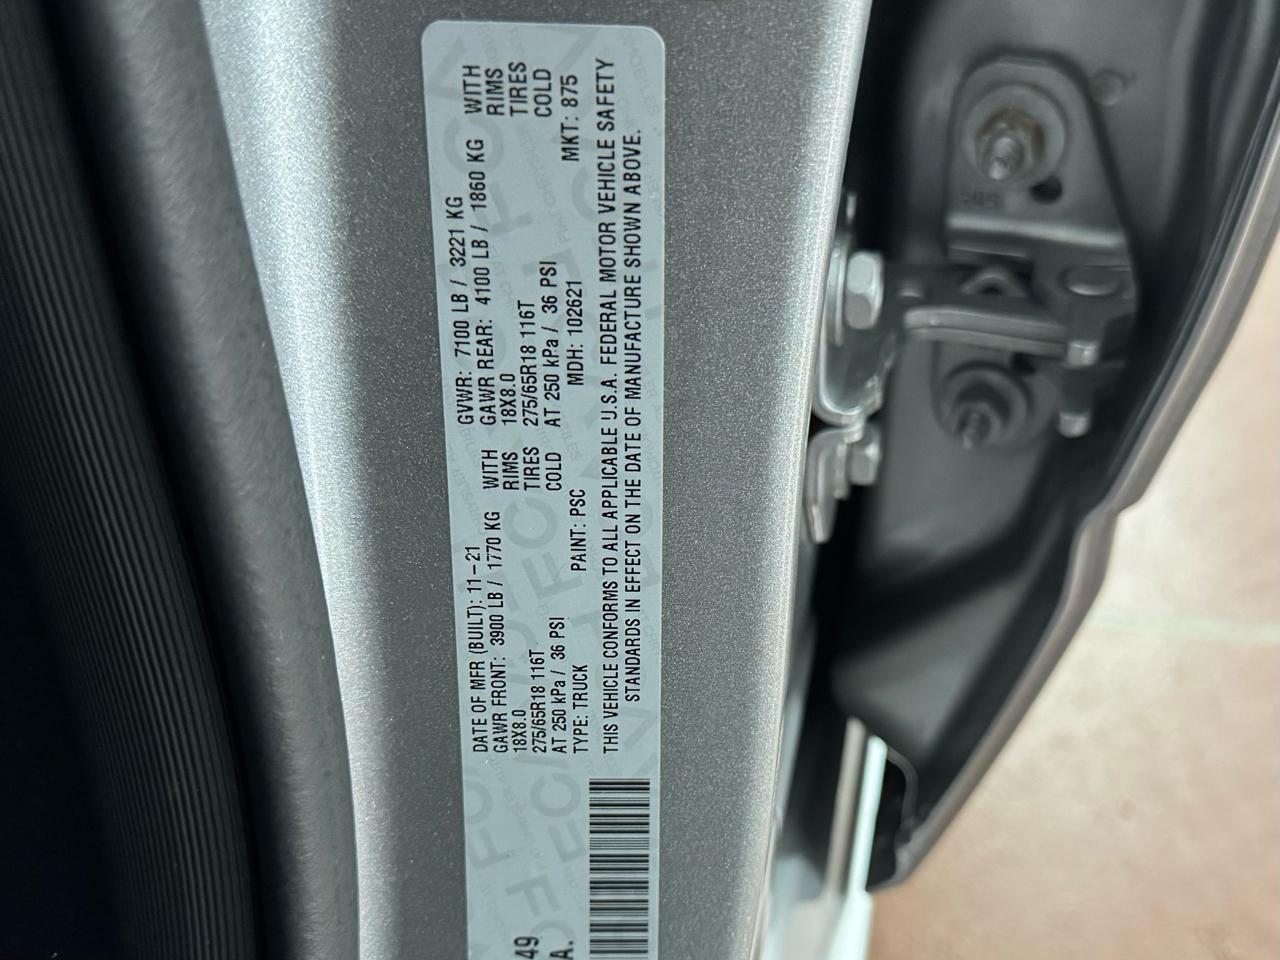 DATE OF MFR (BUILT): 11-21 GVWR: 7100 LB / 3221 KG
GAWR FRONT: 3900 LB / 1770 KG WITH GAWR REAR: 4100 LB / 1860 KG WITH
18X8.0 RIMS 18X8.0 RIMS
275/65R18 116T TIRES 275/65R18 116T TIRES
AT 250 kPa / 36 PSI COLD AT 250 kPa / 36 PSI COLD
TYPE: TRUCK PAINT: PSC MDH: 102621 MKT: 875
THIS VEHICLE CONFORMS TO ALL APPLICABLE U.S.A. FEDERAL MOTOR VEHICLE SAFETY
STANDARDS IN EFFECT ON THE DATE OF MANUFACTURE SHOWN ABOVE.
49
A.